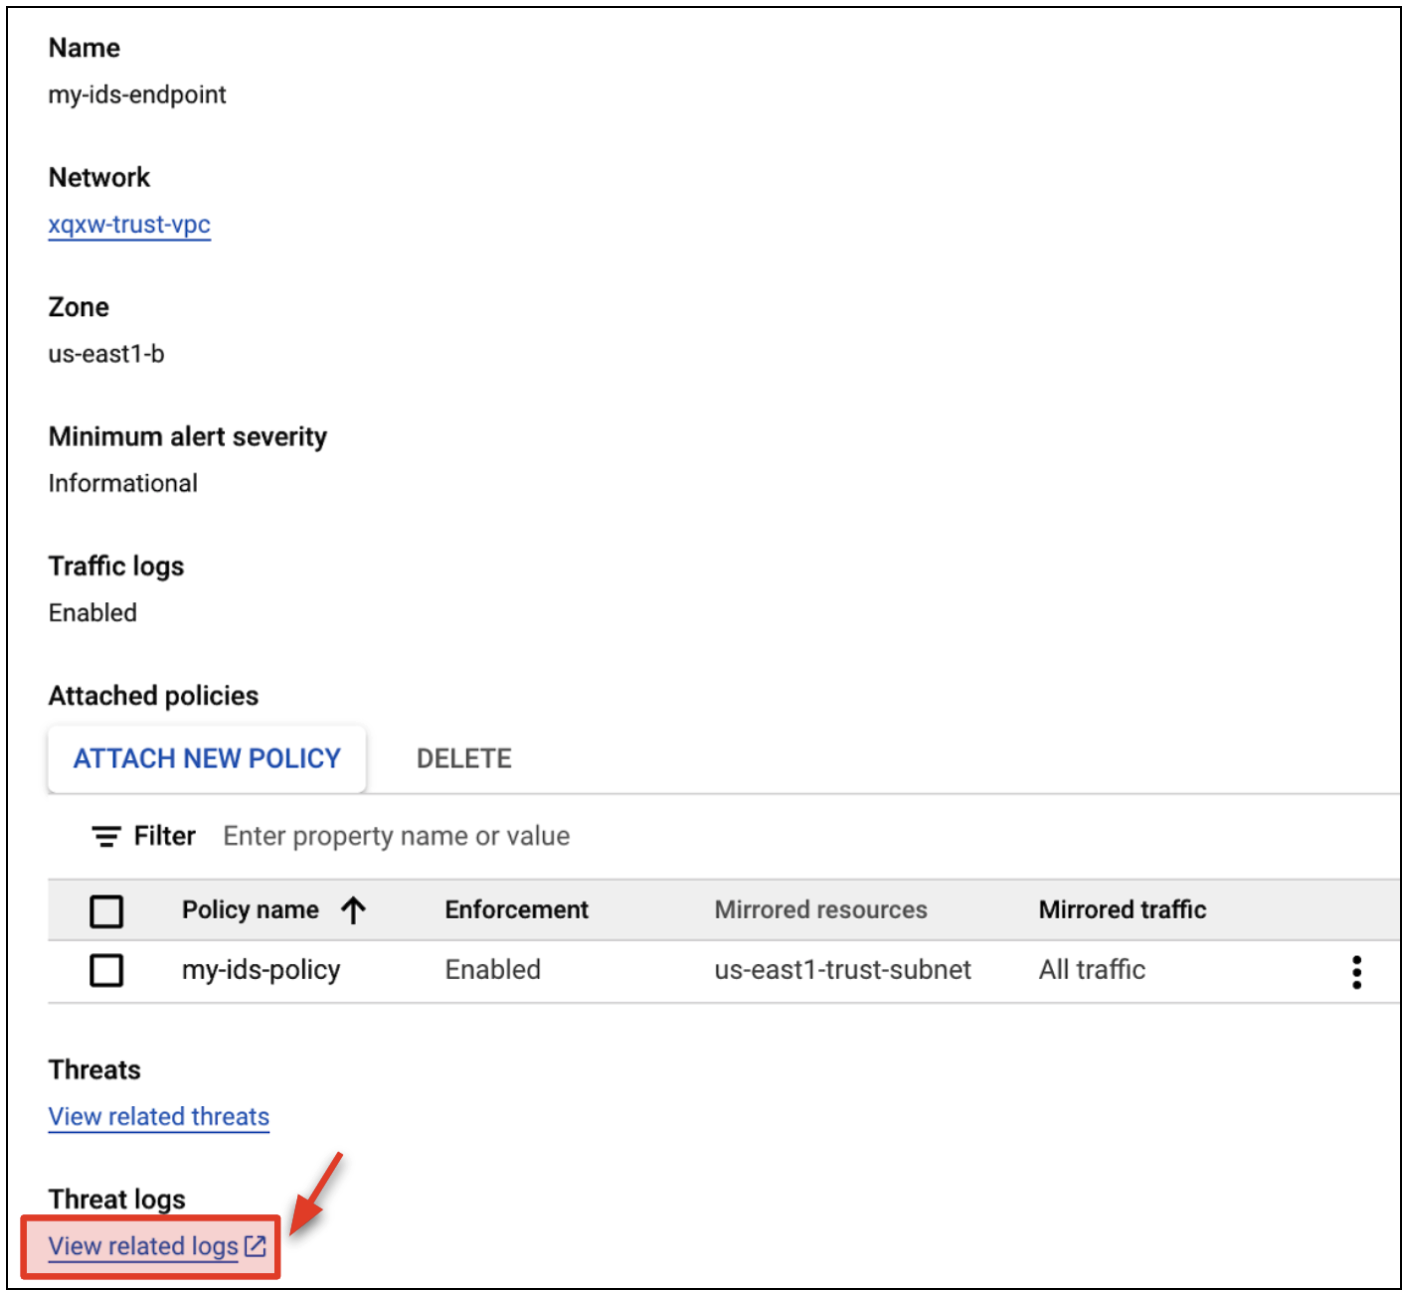 Name
my-ids-endpoint
Network
xqxw-trust-vpc
Zone
us-east1-b
Minimum alert severity
Informational
Traffic logs
Enabled
Attached policies
ATTACH NEW POLICY DELETE
Filter Enter property name or value
Policy name Enforcement Mirrored resources Mirrored traffic
my-ids-policy Enabled us-east1-trust-subnet All traffic
Threats
View related threats
Threat logs
View related logs